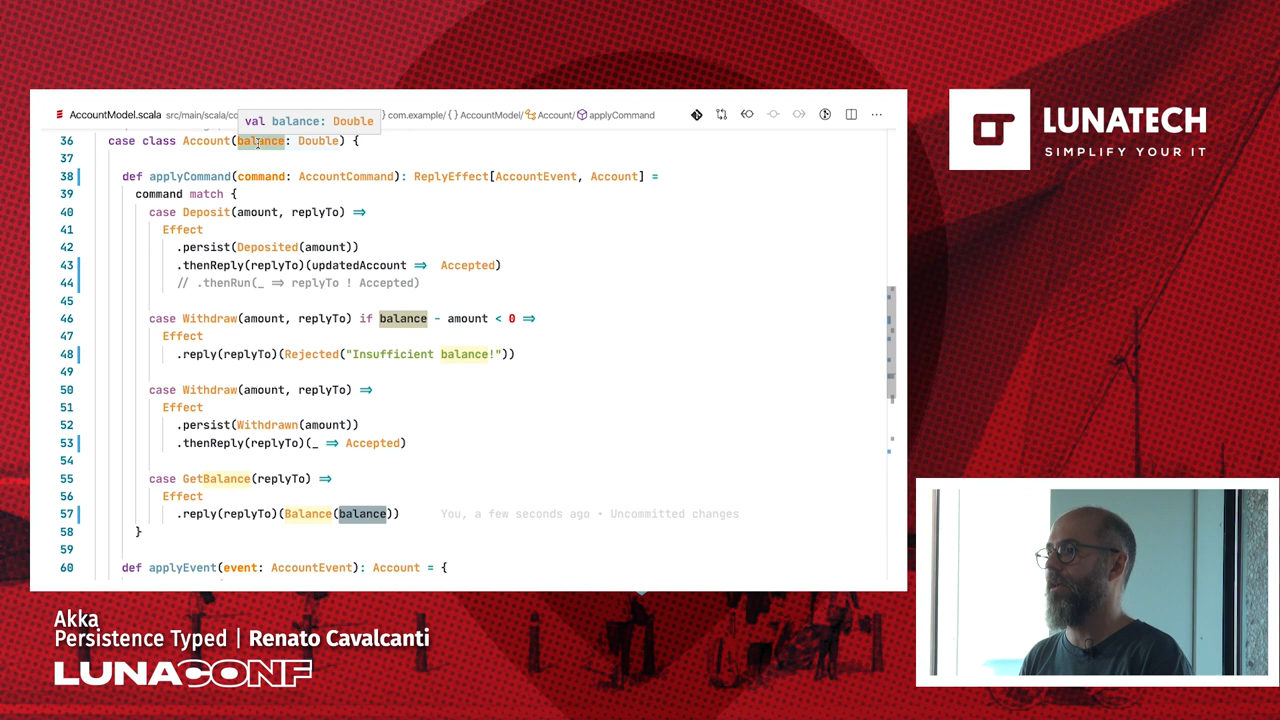 AccountModel.scala src/main/scala/co
val balance: Double
com.example/ { } AccountModel/ Account/ applyCommand
36 case class Account(balance: Double) {
37
38 def applyCommand(command: AccountCommand): ReplyEffect[AccountEvent, Account] =
39 command match {
40 case Deposit(amount, replyTo) ⇒
41 Effect
42 .persist(Deposited(amount))
43 .thenReply(replyTo)(updatedAccount ⇒ Accepted)
44 // .thenRun(_ ⇒ replyTo ! Accepted)
45
46 case Withdraw(amount, replyTo) if balance - amount < 0 ⇒
47 Effect
48 .reply(replyTo)(Rejected("Insufficient balance!"))
49
50 case Withdraw(amount, replyTo) ⇒
51 Effect
52 .persist(Withdrawn(amount))
53 .thenReply(replyTo)(_ ⇒ Accepted)
54
55 case GetBalance(replyTo) ⇒
56 Effect
57 .reply(replyTo)(Balance(balance)) You, a few seconds ago • Uncommitted changes
58 }
59
60 def applyEvent(event: AccountEvent): Account = {
LUNATECH
SIMPLIFY YOUR IT
Akka
Persistence Typed | Renato Cavalcanti
LUNACONF